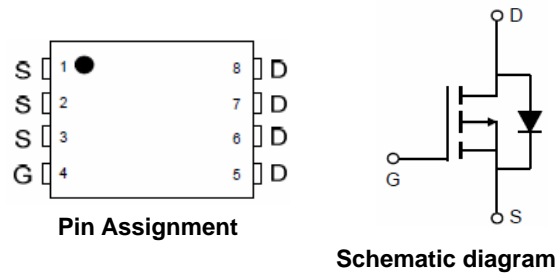 S 1 8 D
S 2 7 D
S 3 6 D
G 4 5 D
Pin Assignment
D
G
S
Schematic diagram